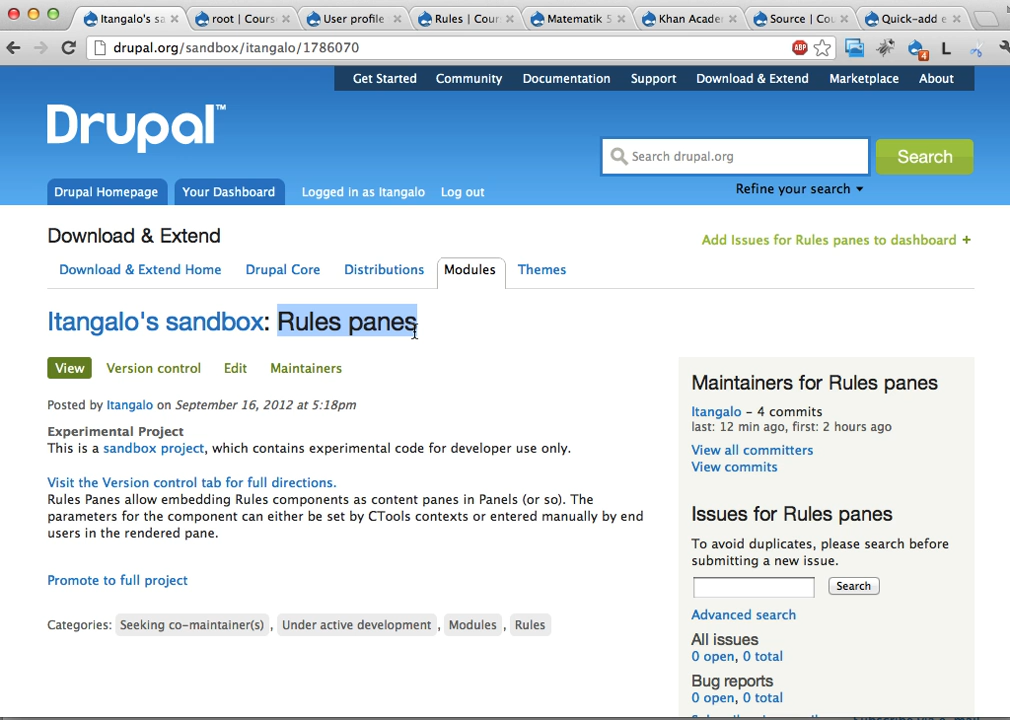 Itangalo's sa
root | Cours
User profile
Rules | Cour
Matematik 5
Khan Acade
Source | Cou
Quick-add e
drupal.org/sandbox/itangalo/1786070
ABP
4
L
Get Started
Community
Documentation
Support
Download & Extend
Marketplace
About
Drupal™
Search drupal.org
Search
Refine your search
Drupal Homepage
Your Dashboard
Logged in as Itangalo
Log out
Download & Extend
Add Issues for Rules panes to dashboard +
Download & Extend Home
Drupal Core
Distributions
Modules
Themes
Itangalo's sandbox: Rules panes
View
Version control
Edit
Maintainers
Posted by Itangalo on September 16, 2012 at 5:18pm
Experimental Project
This is a sandbox project, which contains experimental code for developer use only.
Visit the Version control tab for full directions.
Rules Panes allow embedding Rules components as content panes in Panels (or so). The
parameters for the component can either be set by CTools contexts or entered manually by end
users in the rendered pane.
Promote to full project
Categories: Seeking co-maintainer(s) , Under active development , Modules , Rules
Maintainers for Rules panes
Itangalo – 4 commits
last: 12 min ago, first: 2 hours ago
View all committers
View commits
Issues for Rules panes
To avoid duplicates, please search before
submitting a new issue.
Search
Advanced search
All issues
0 open, 0 total
Bug reports
0 open, 0 total